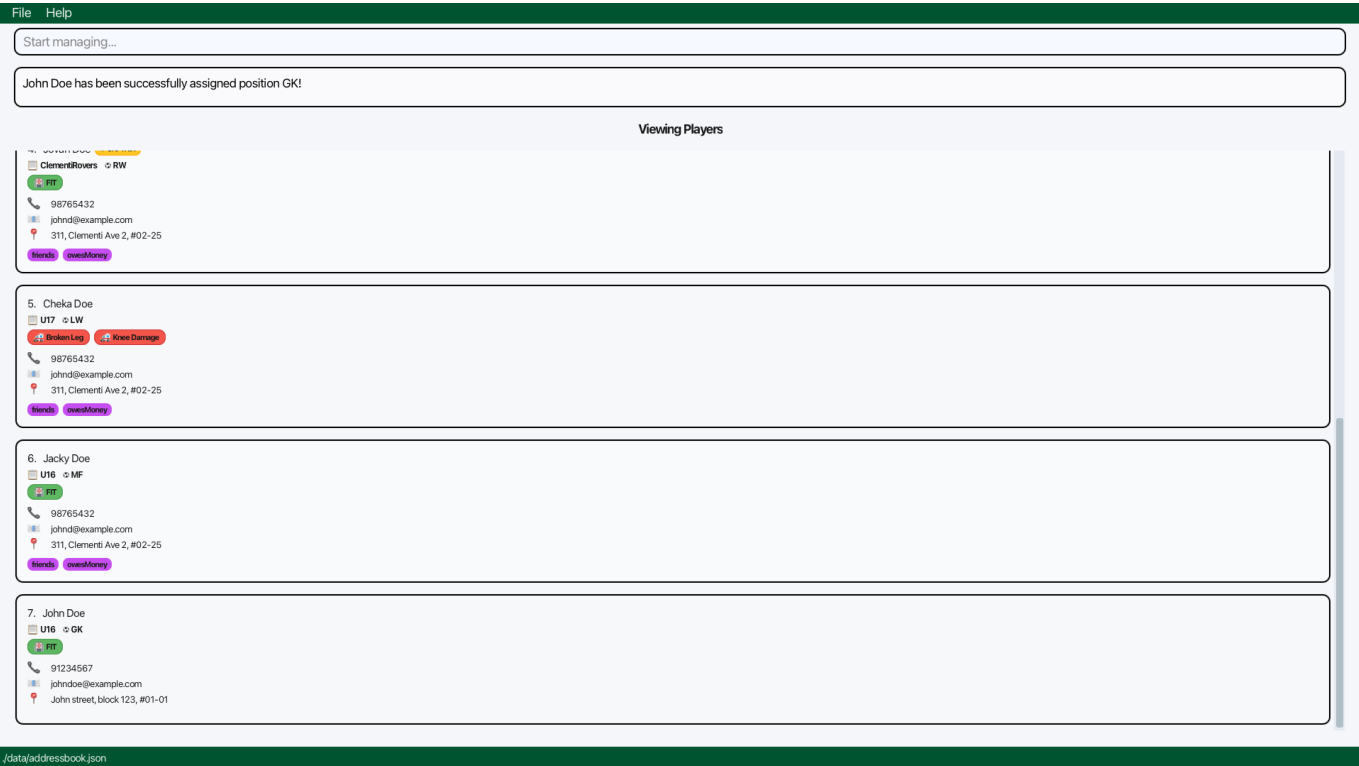 File Help
Start managing...
John Doe has been successfully assigned position GK!
Viewing Players
4. Jovan Doe
ClementiRovers RW
FIT
98765432
johnd@example.com
311, Clementi Ave 2, #02-25
friends owesMoney
5. Cheka Doe
U17 LW
Broken Leg Knee Damage
98765432
johnd@example.com
311, Clementi Ave 2, #02-25
friends owesMoney
6. Jacky Doe
U16 MF
FIT
98765432
johnd@example.com
311, Clementi Ave 2, #02-25
friends owesMoney
7. John Doe
U16 GK
FIT
91234567
johndoe@example.com
John street, block 123, #01-01
./data/addressbook.json